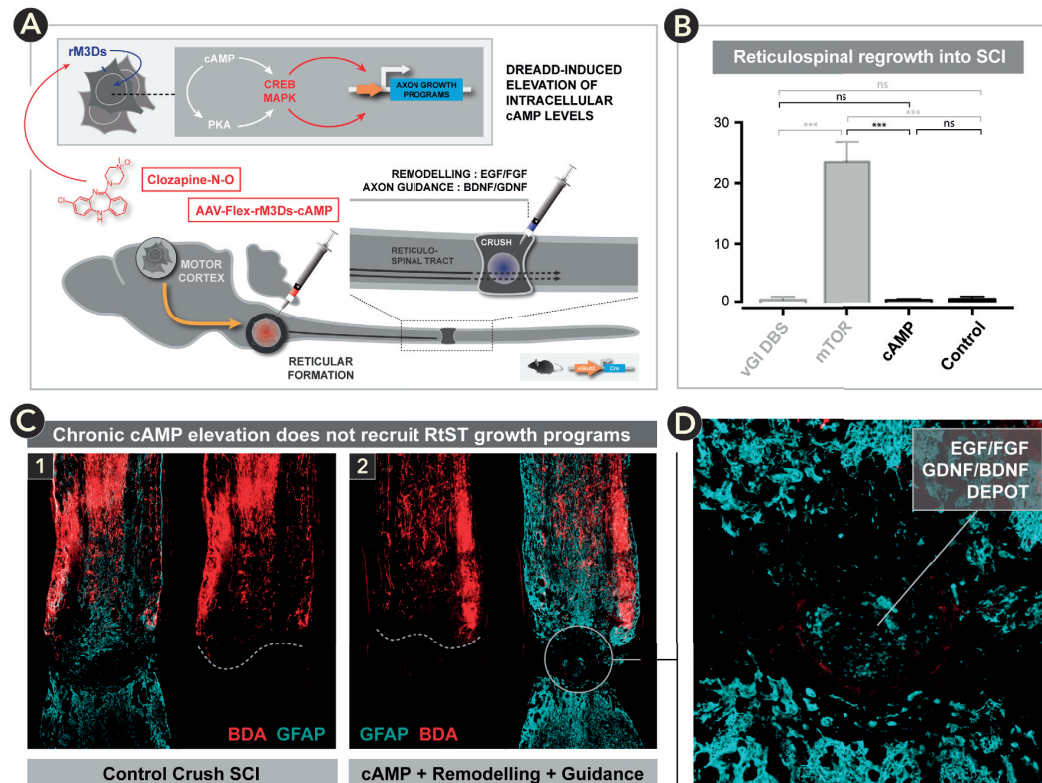 A
rM3Ds
cAMP
CREB
MAPK
PKA
AXON GROWTH
PROGRAMS
DREADD-INDUCED
ELEVATION OF
INTRACELLULAR
cAMP LEVELS
Clozapine-N-O
AAV-Flex-rM3Ds-cAMP
REMODELLING : EGF/FGF
AXON GUIDANCE : BDNF/GDNF
MOTOR
CORTEX
RETICULO-
SPINAL TRACT
CRUSH
RETICULAR
FORMATION
vGlut2
Cre
B
Reticulospinal regrowth into SCI
ns
ns
***
***
***
ns
30
20
10
0
vGl DBS
mTOR
cAMP
Control
C
Chronic cAMP elevation does not recruit RtST growth programs
1
2
BDA GFAP
GFAP BDA
Control Crush SCI
cAMP + Remodelling + Guidance
D
EGF/FGF
GDNF/BDNF
DEPOT